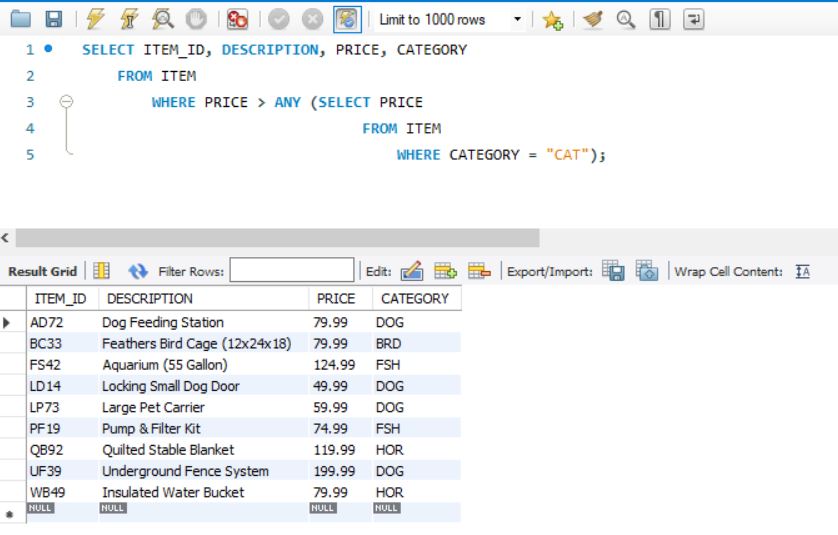 Limit to 1000 rows
1 SELECT ITEM_ID, DESCRIPTION, PRICE, CATEGORY
2 FROM ITEM
3 WHERE PRICE > ANY (SELECT PRICE
4 FROM ITEM
5 WHERE CATEGORY = "CAT");
Result Grid Filter Rows: Edit: Export/Import: Wrap Cell Content: IA
ITEM_ID DESCRIPTION PRICE CATEGORY
AD72 Dog Feeding Station 79.99 DOG
BC33 Feathers Bird Cage (12x24x18) 79.99 BRD
FS42 Aquarium (55 Gallon) 124.99 FSH
LD14 Locking Small Dog Door 49.99 DOG
LP73 Large Pet Carrier 59.99 DOG
PF19 Pump & Filter Kit 74.99 FSH
QB92 Quilted Stable Blanket 119.99 HOR
UF39 Underground Fence System 199.99 DOG
WB49 Insulated Water Bucket 79.99 HOR
NULL NULL NULL NULL